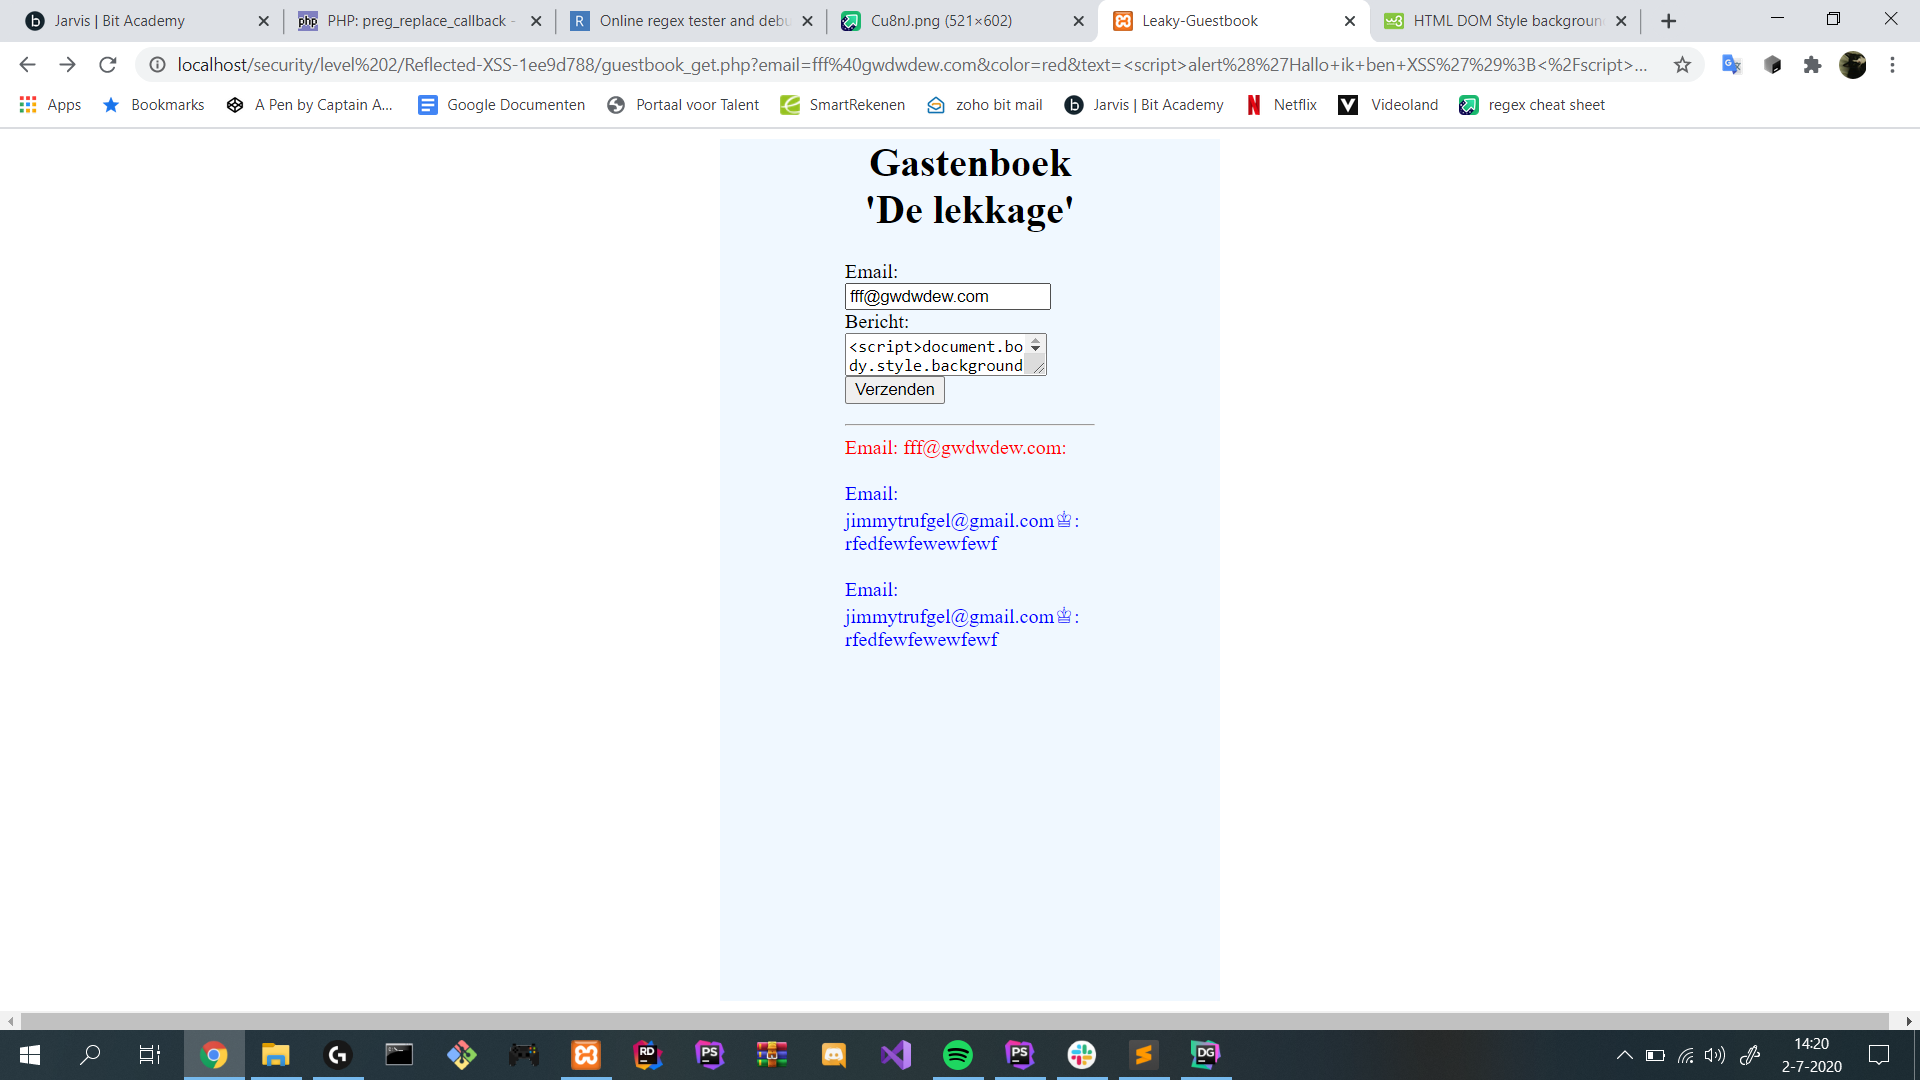 Jarvis | Bit Academy
PHP: preg_replace_callback -
Online regex tester and debu
Cu8nJ.png (521×602)
Leaky-Guestbook
HTML DOM Style backgroun
localhost/security/level%202/Reflected-XSS-1ee9d788/guestbook_get.php?email=fff%40gwdwdew.com&color=red&text=<script>alert%28%27Hallo+ik+ben+XSS%27%29%3B<%2Fscript>...
Apps
Bookmarks
A Pen by Captain A...
Google Documenten
Portaal voor Talent
SmartRekenen
zoho bit mail
Jarvis | Bit Academy
Netflix
Videoland
regex cheat sheet
Gastenboek
'De lekkage'
Email:
fff@gwdwdew.com
Bericht:
<script>document.bo
dy.style.background
Verzenden
Email: fff@gwdwdew.com:
Email:
jimmytrufgel@gmail.com♔:
rfedfewfewewfewf
Email:
jimmytrufgel@gmail.com♔:
rfedfewfewewfewf
14:20
2-7-2020